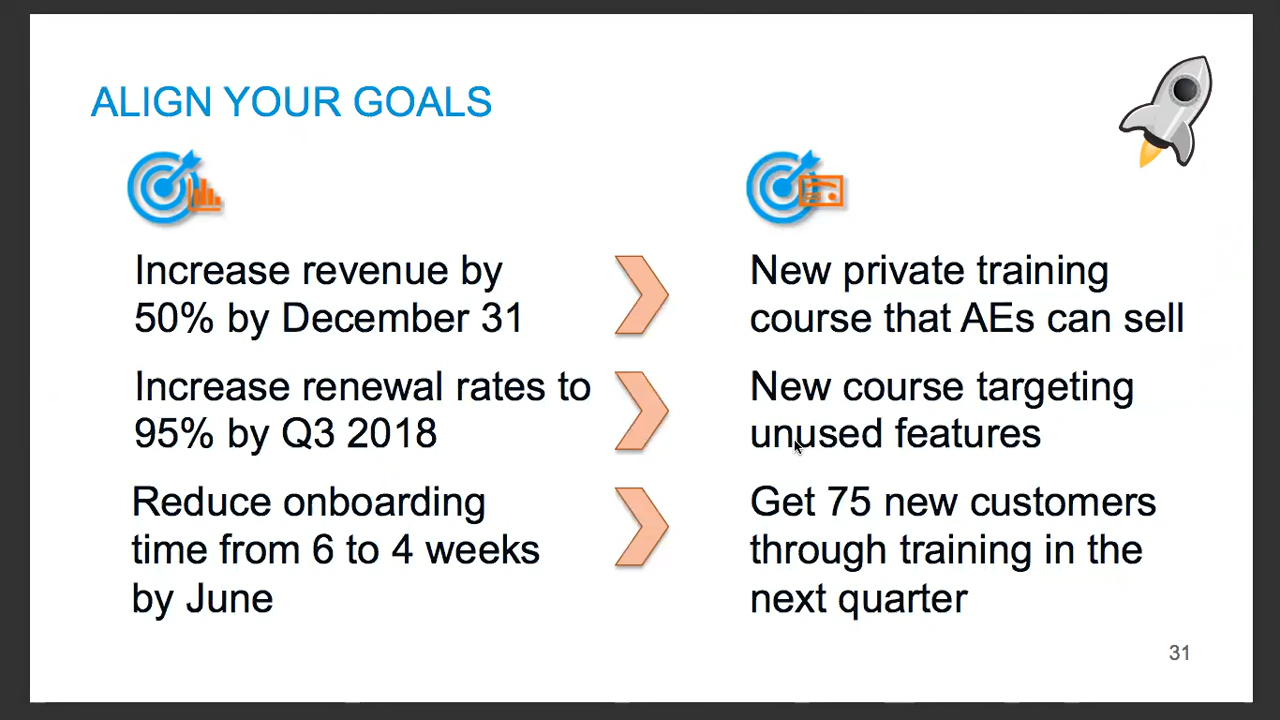 ALIGN YOUR GOALS
Increase revenue by
50% by December 31
New private training
course that AEs can sell
Increase renewal rates to
95% by Q3 2018
New course targeting
unused features
Reduce onboarding
time from 6 to 4 weeks
by June
Get 75 new customers
through training in the
next quarter
31